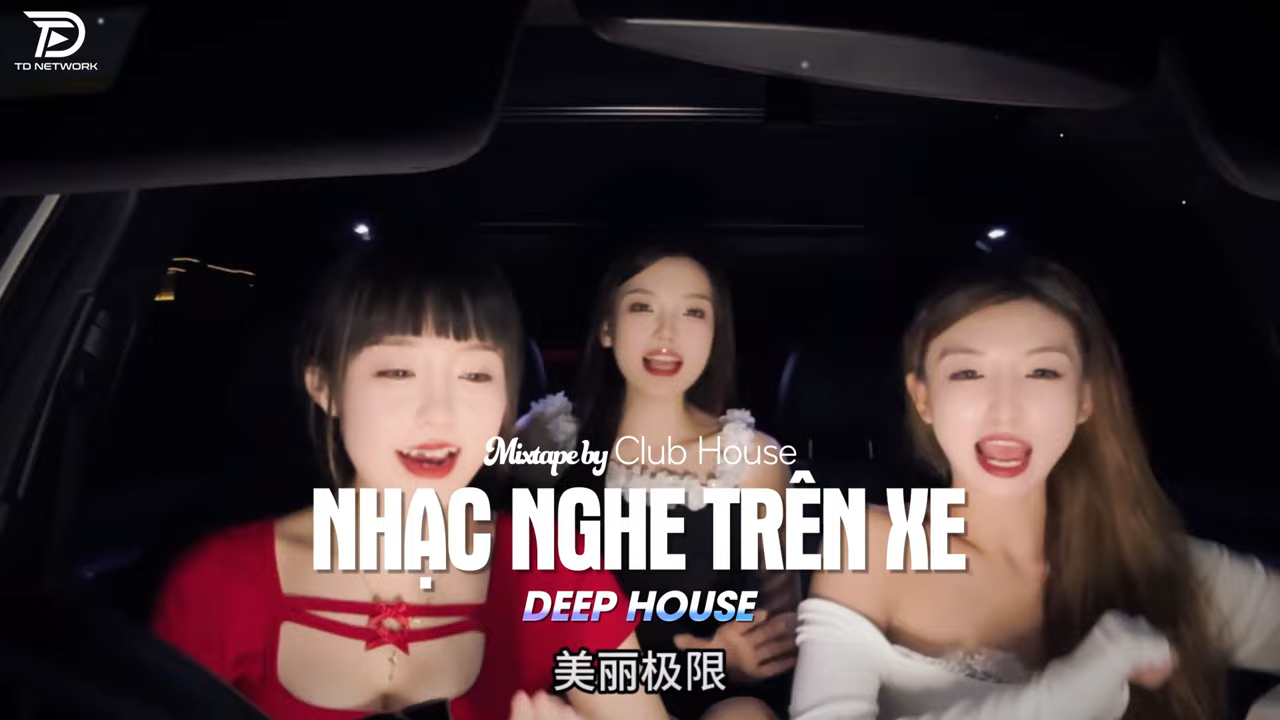 TD NETWORK
Mixtape by Club House
NHẠC NGHE TRÊN XE
DEEP HOUSE
美丽极限